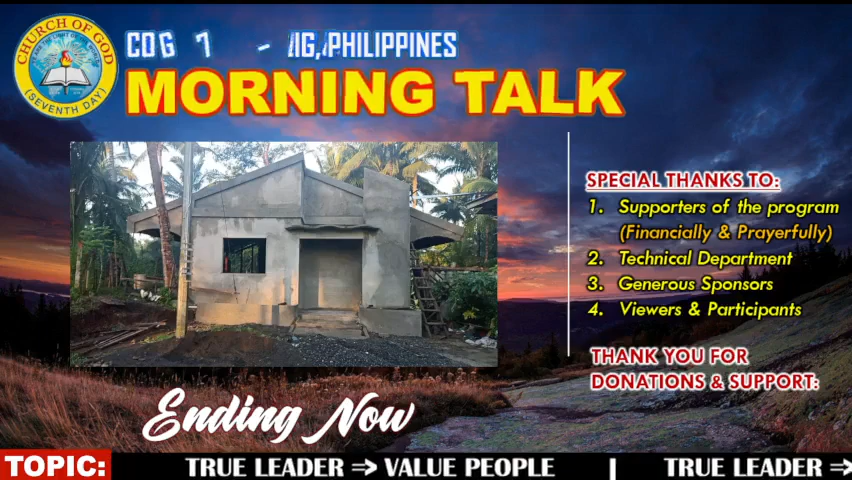 CHURCH OF GOD
(SEVENTH DAY)
COG 7 - IG, PHILIPPINES
MORNING TALK
SPECIAL THANKS TO:
1. Supporters of the program
(Financially & Prayerfully)
2. Technical Department
3. Generous Sponsors
4. Viewers & Participants
THANK YOU FOR
DONATIONS & SUPPORT:
Ending Now
TOPIC: TRUE LEADER => VALUE PEOPLE | TRUE LEADER =>